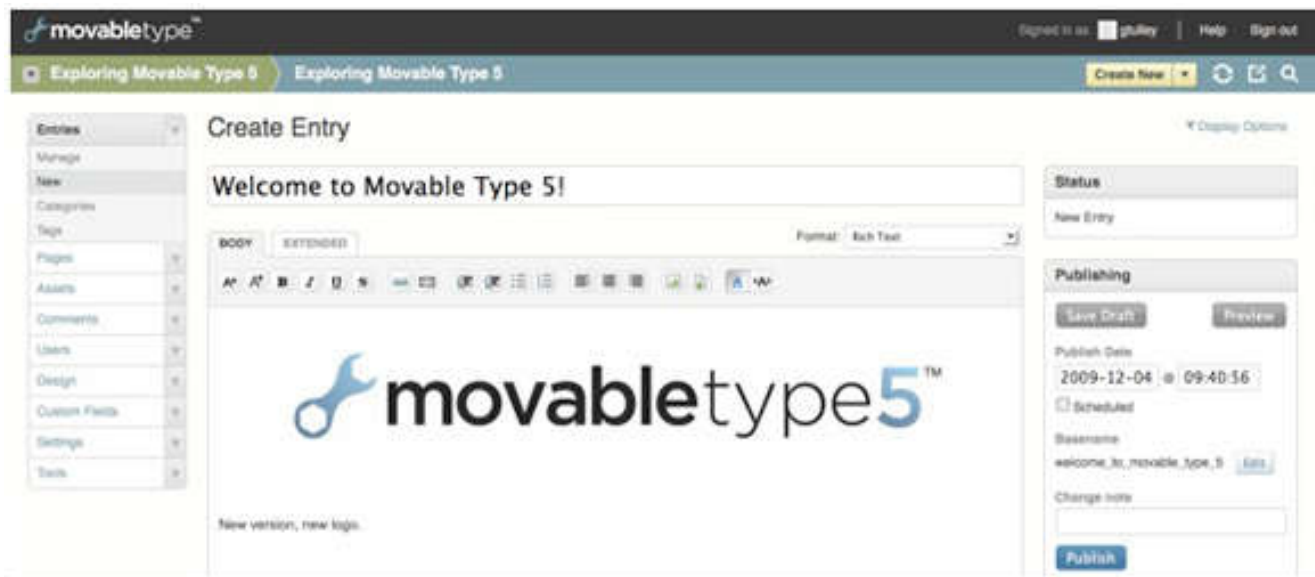 movabletype™
Signed in as gtulley | Help Sign out
Exploring Movable Type 5 Exploring Movable Type 5
Create New
Entries
Manage
New
Categories
Tags
Pages
Assets
Comments
Users
Design
Custom Fields
Settings
Tools
Create Entry
Display Options
Welcome to Movable Type 5!
BODY EXTENDED
Format: Rich Text
movabletype5™
New version, new logo.
Status
New Entry
Publishing
Save Draft Preview
Publish Date
2009-12-04 @ 09:40:56
Scheduled
Basename
welcome_to_movable_type_5 Edit
Change note
Publish